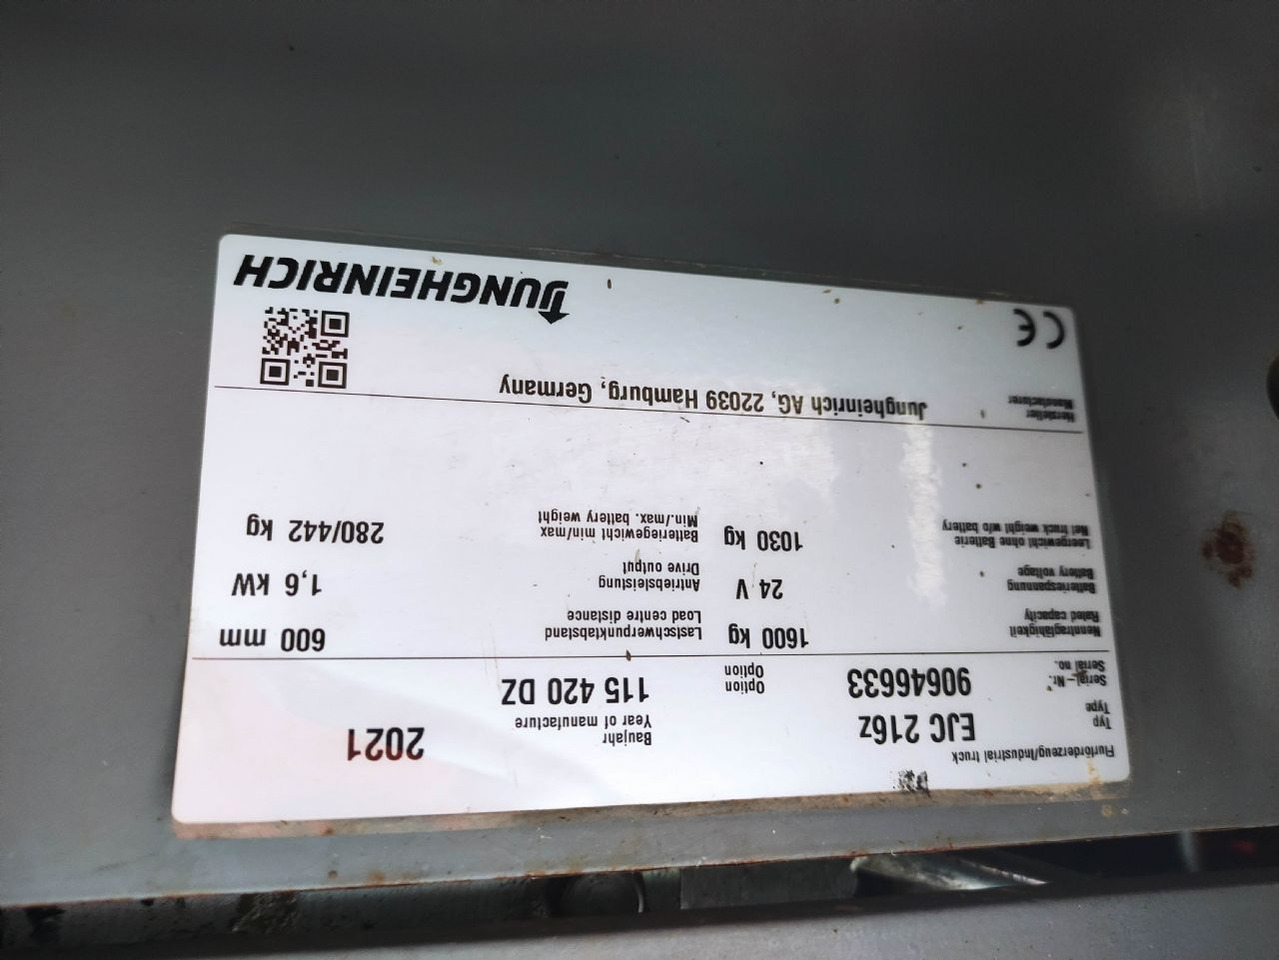 Flurförderzeug/Industrial truck
Typ
Type
EJC 216z
Baujahr
Year of manufacture
2021
Serial-Nr.
Serial no.
90646633
Option
Option
115 420 DZ
Nenntragfähigkeit
Rated capacity
1600 kg
Lastschwerpunktabstand
Load centre distance
600 mm
Batteriespannung
Battery voltage
24 V
Antriebsleistung
Drive output
1,6 kW
Leergewicht ohne Batterie
Net truck weight w/o battery
1030 kg
Batteriegewicht min/max
Min./max. battery weight
280/442 kg
Hersteller
Manufacturer
Jungheinrich AG, 22039 Hamburg, Germany
CE
JUNGHEINRICH